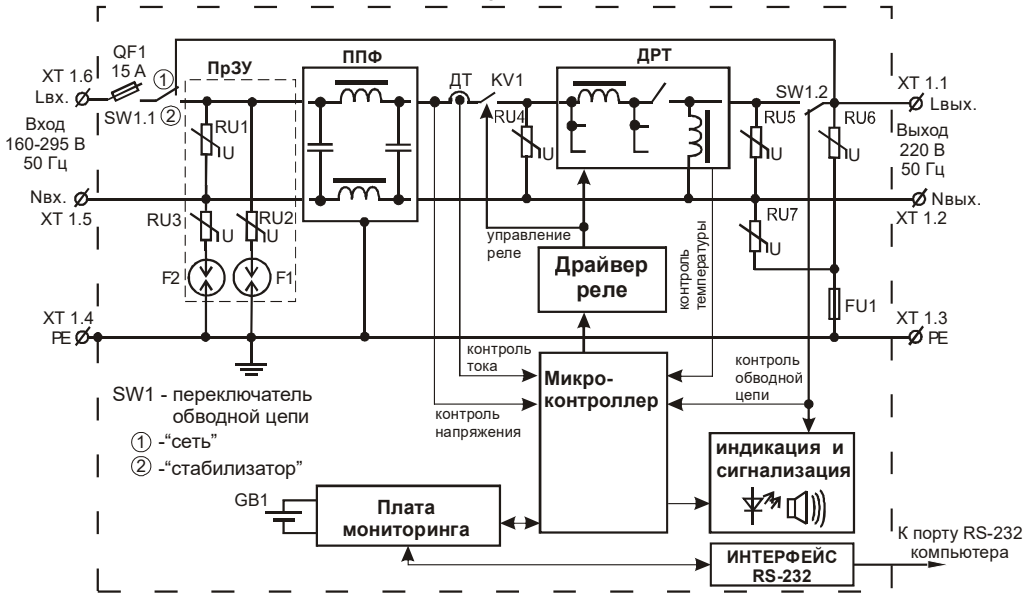 QF1
15 А
XT 1.6
Lвх.
SW1.1
1
2
Вход
160-295 В
50 Гц
Nвх.
XT 1.5
ПрЗУ
RU1
U
RU3
U
RU2
U
F2
F1
ППФ
ДТ
KV1
RU4
U
ДРТ
SW1.2
RU5
U
RU6
U
RU7
U
XT 1.1
Lвых.
Выход
220 В
50 Гц
Nвых.
XT 1.2
управление
реле
Драйвер
реле
контроль
температуры
FU1
XT 1.4
PE
XT 1.3
PE
контроль
тока
Микро-
контроллер
контроль
обводной
цепи
контроль
напряжения
SW1 - переключатель
обводной цепи
1 -“сеть”
2 -“стабилизатор”
индикация и
сигнализация
GB1
Плата
мониторинга
ИНТЕРФЕЙС
RS-232
К порту RS-232
компьютера